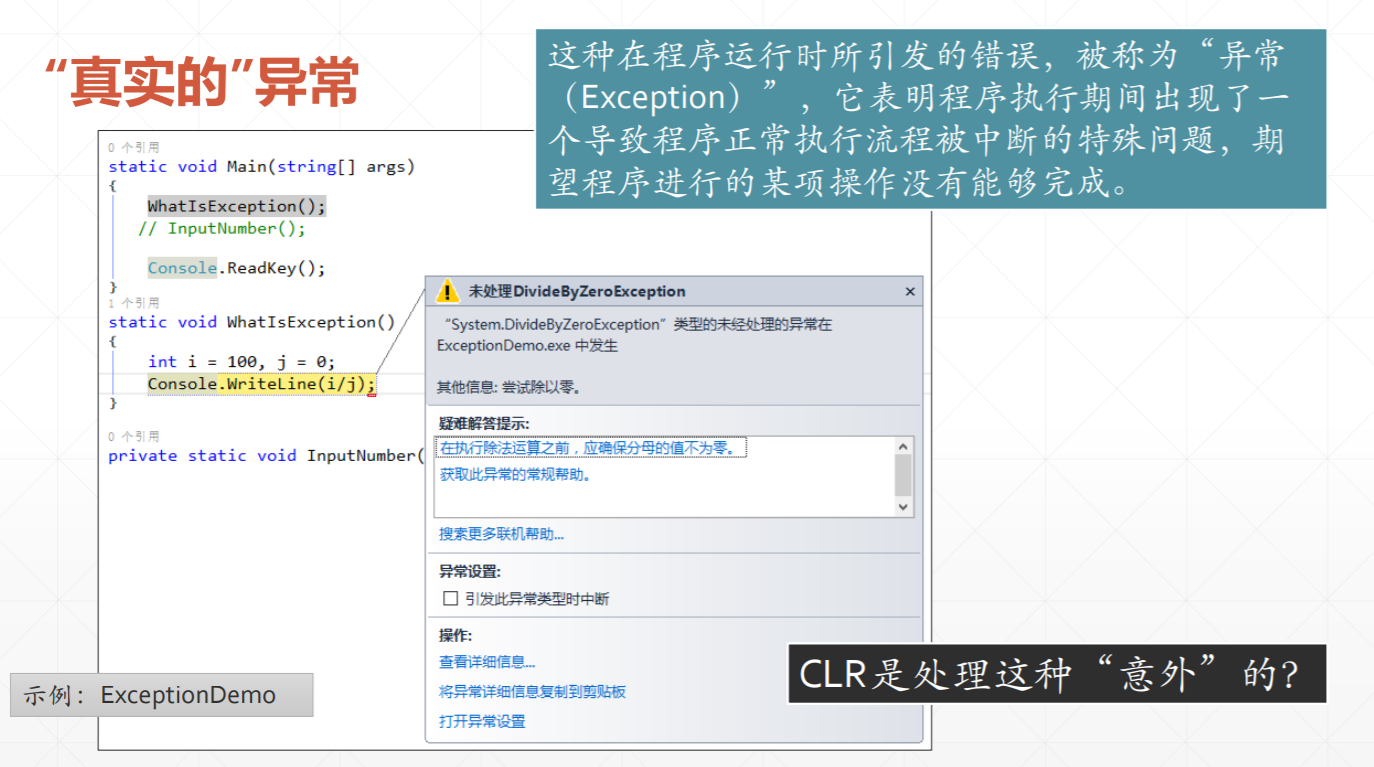 “真实的”异常
这种在程序运行时所引发的错误，被称为“异常
（Exception）”，它表明程序执行期间出现了一
个导致程序正常执行流程被中断的特殊问题，期
望程序进行的某项操作没有能够完成。
0 个引用
static void Main(string[] args)
{
WhatIsException();
// InputNumber();
Console.ReadKey();
}
1 个引用
static void WhatIsException()
{
int i = 100, j = 0;
Console.WriteLine(i/j);
}
0 个引用
private static void InputNumber(
未处理DivideByZeroException
×
“System.DivideByZeroException”类型的未经处理的异常在
ExceptionDemo.exe 中发生
其他信息: 尝试除以零。
疑难解答提示:
在执行除法运算之前，应确保分母的值不为零。
获取此异常的常规帮助。
搜索更多联机帮助...
异常设置:
引发此异常类型时中断
操作:
查看详细信息...
将异常详细信息复制到剪贴板
打开异常设置
CLR是处理这种“意外”的？
示例：ExceptionDemo